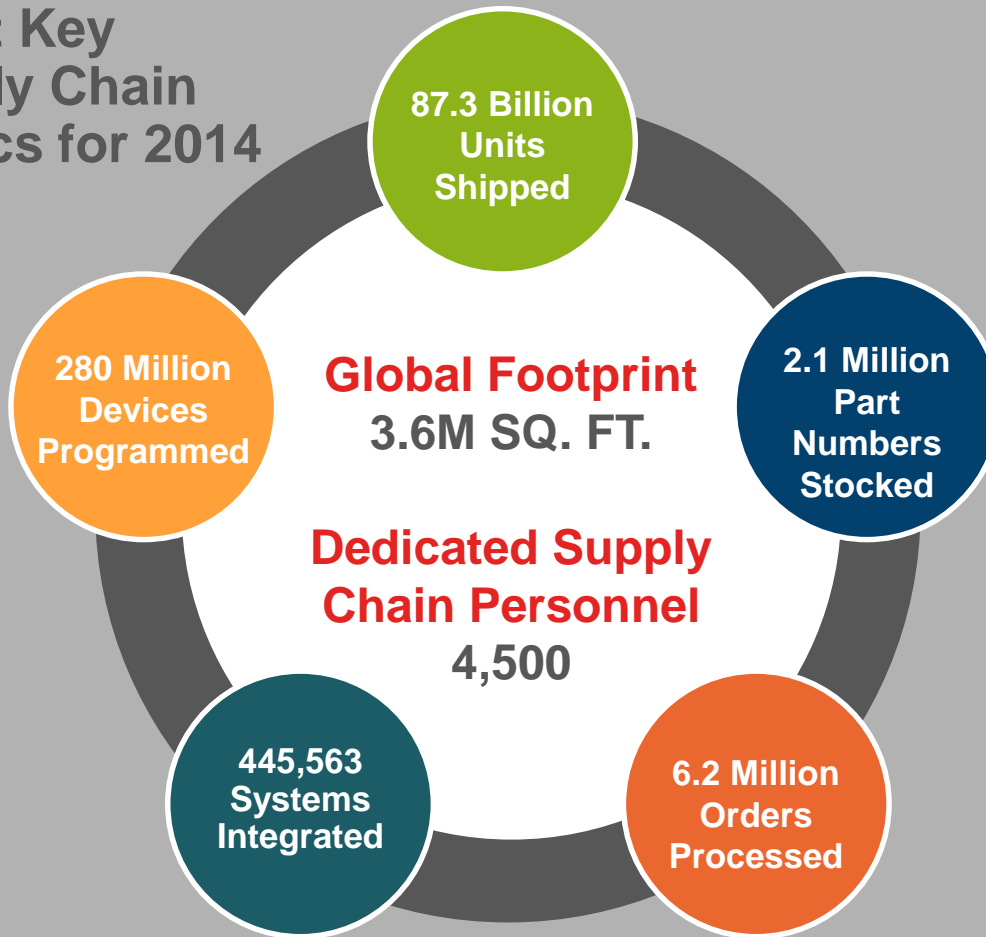 Key
Chain
for 2014
87.3 Billion
Units
Shipped
280 Million
Devices
Programmed
Global Footprint
3.6M SQ. FT.
2.1 Million
Part
Numbers
Stocked
Dedicated Supply
Chain Personnel
4,500
445,563
Systems
Integrated
6.2 Million
Orders
Processed